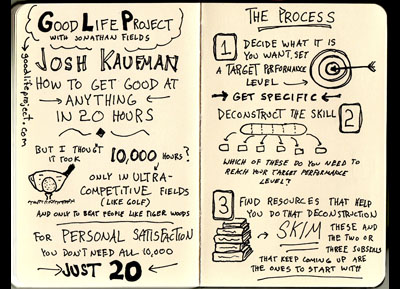 GOOD LIFE PROJECT
WITH JONATHAN FIELDS
goodlifeproject.com
JOSH KAUFMAN
HOW TO GET GOOD AT
ANYTHING
IN 20 HOURS
BUT I THOUGHT
IT TOOK 10,000 HOURS?
ONLY IN ULTRA-
COMPETITIVE FIELDS
(LIKE GOLF)
AND ONLY TO BEAT PEOPLE LIKE TIGER WOODS
FOR PERSONAL SATISFACTION
YOU DON'T NEED ALL 10,000
JUST 20
THE PROCESS
1 DECIDE WHAT IT IS
YOU WANT, SET
A TARGET PERFORMANCE
LEVEL
GET SPECIFIC
DECONSTRUCT THE SKILL 2
WHICH OF THESE DO YOU NEED TO
REACH YOUR TARGET PERFORMANCE
LEVEL?
3 FIND RESOURCES THAT HELP
YOU DO THAT DECONSTRUCTION
SKIM THESE AND
THE TWO OR
THREE SUBSKILLS
THAT KEEP COMING UP ARE
THE ONES TO START WITH